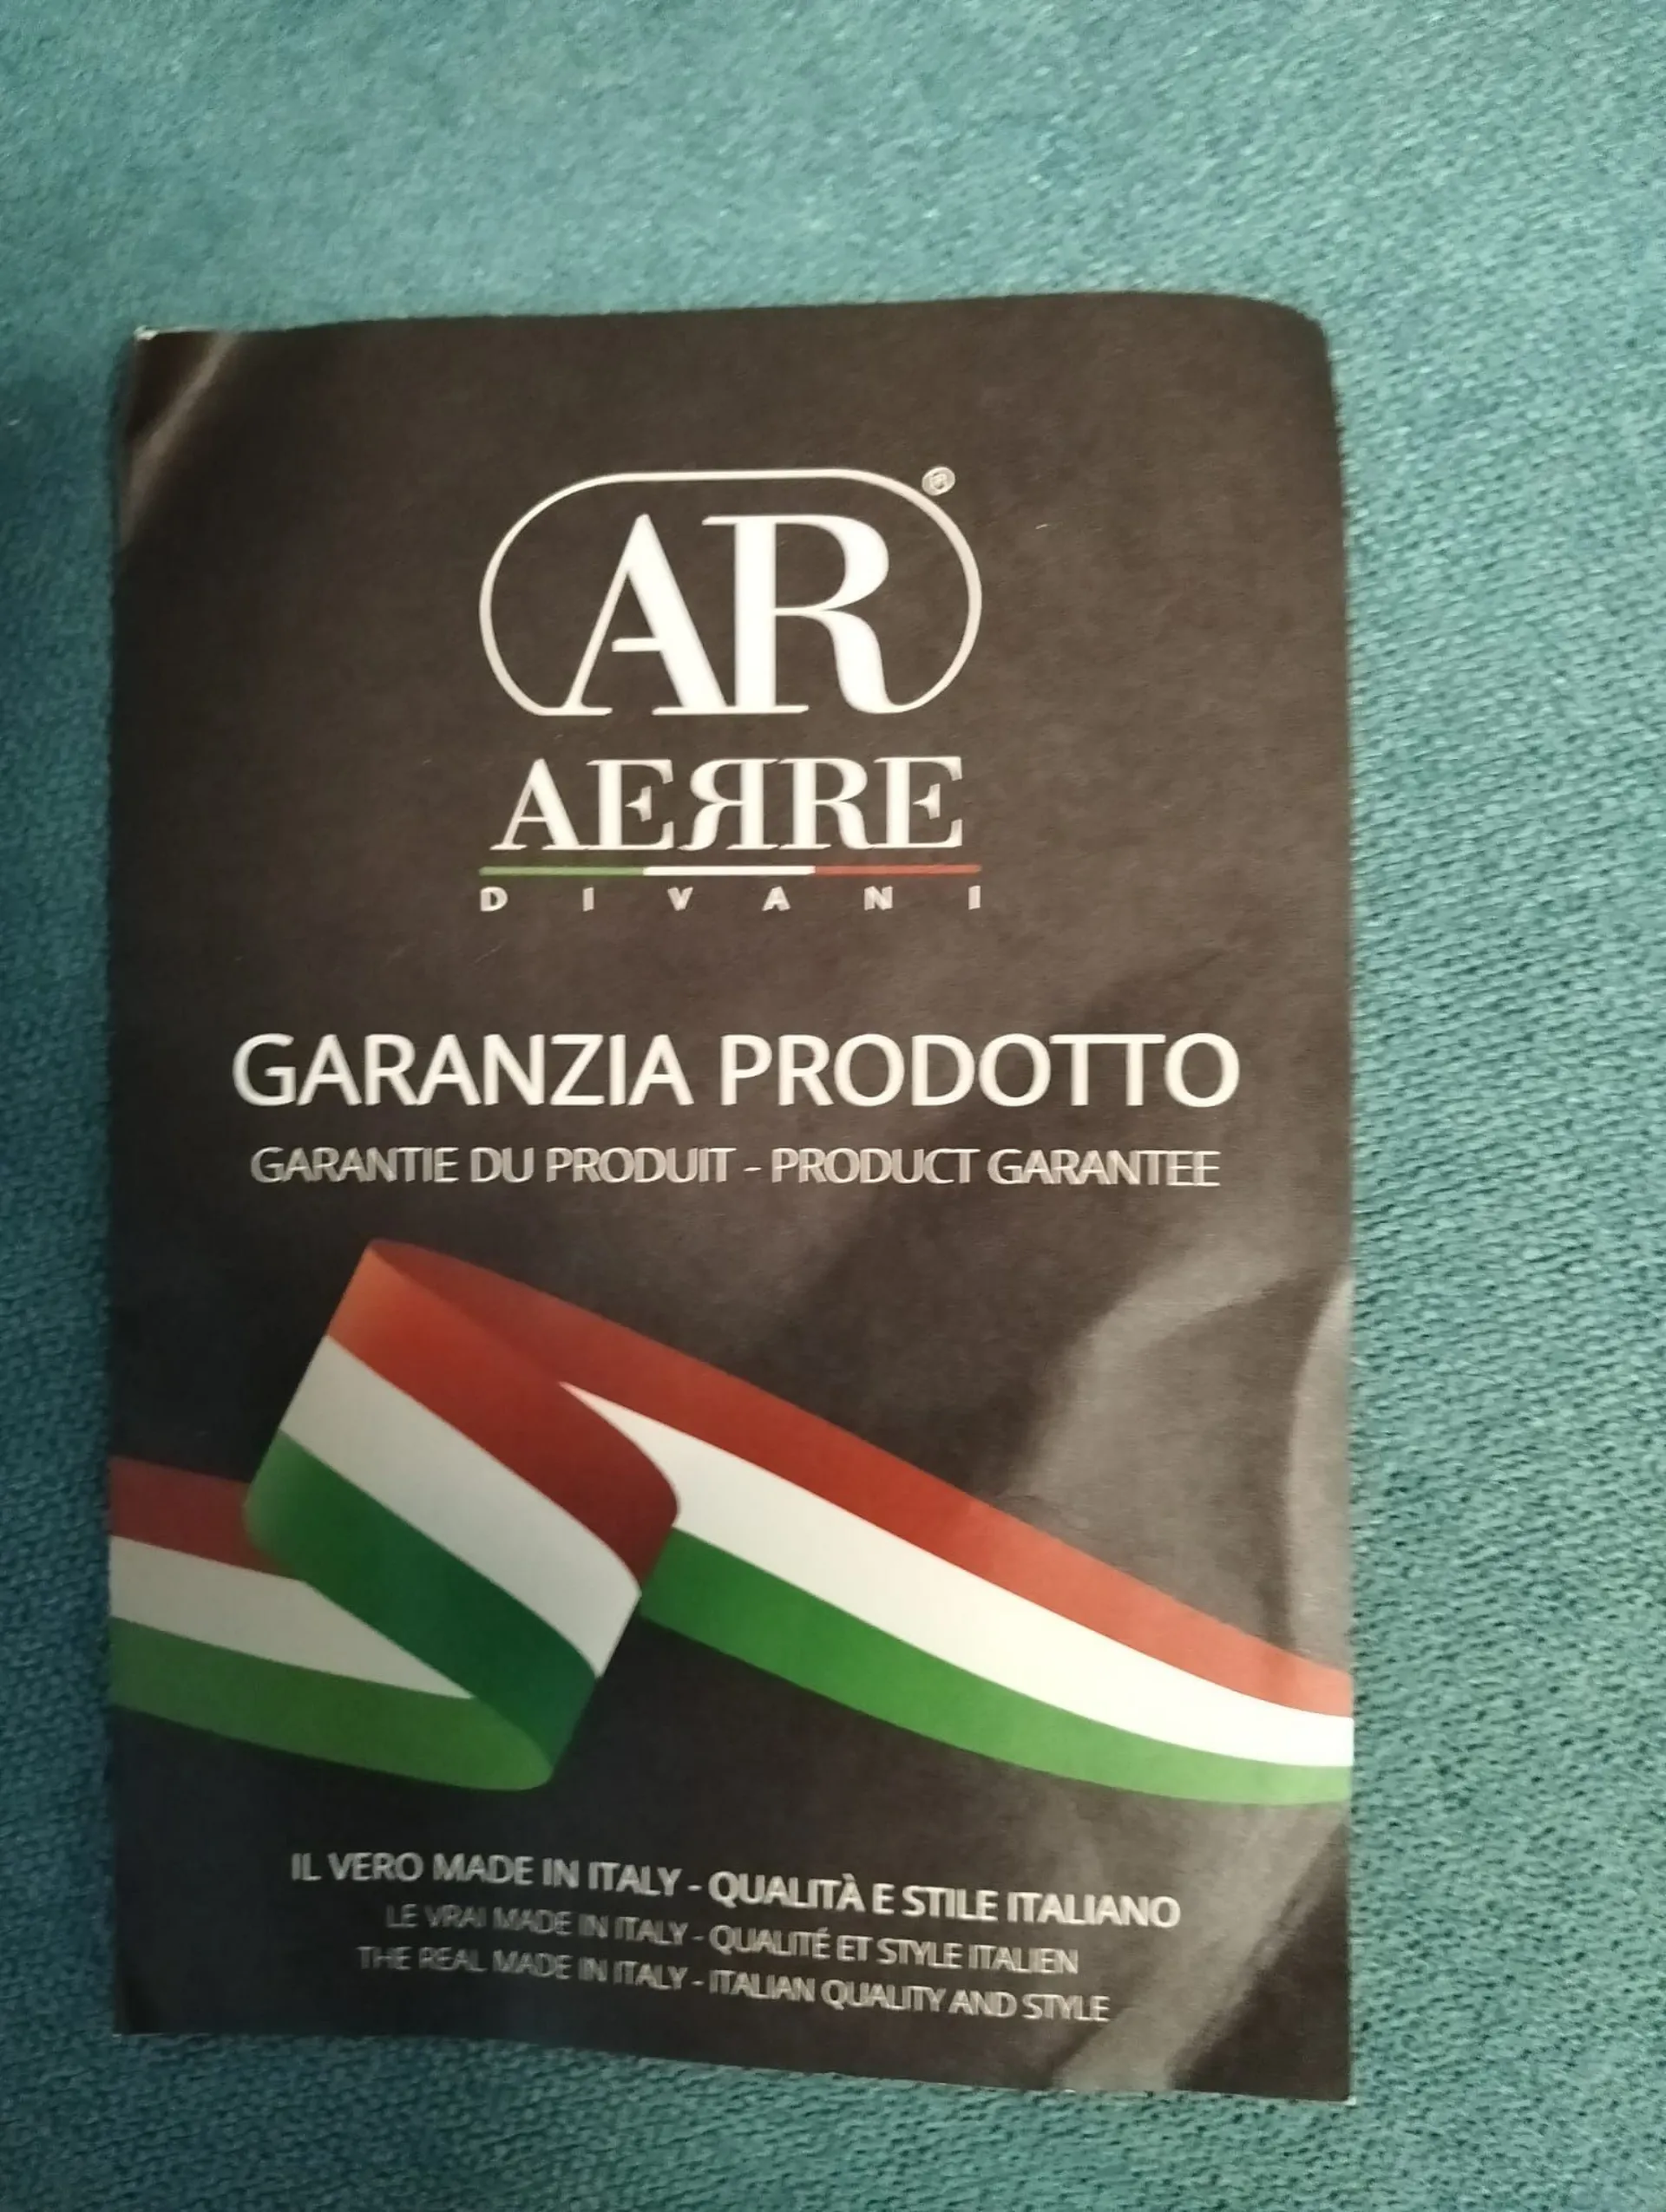 AR®
AERRE
DIVANI
GARANZIA PRODOTTO
GARANTIE DU PRODUIT - PRODUCT GARANTEE
IL VERO MADE IN ITALY - QUALITÀ E STILE ITALIANO
LE VRAI MADE IN ITALY - QUALITÉ ET STYLE ITALIEN
THE REAL MADE IN ITALY - ITALIAN QUALITY AND STYLE